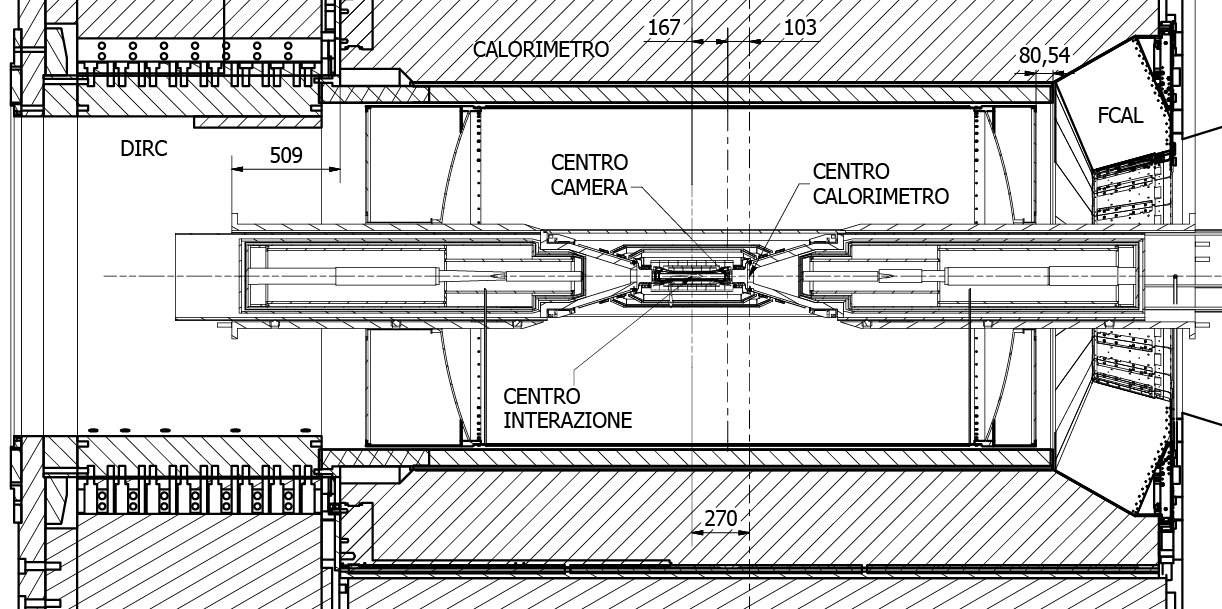 167
103
CALORIMETRO
80,54
FCAL
DIRC
509
CENTRO
CAMERA
CENTRO
CALORIMETRO
CENTRO
INTERAZIONE
270